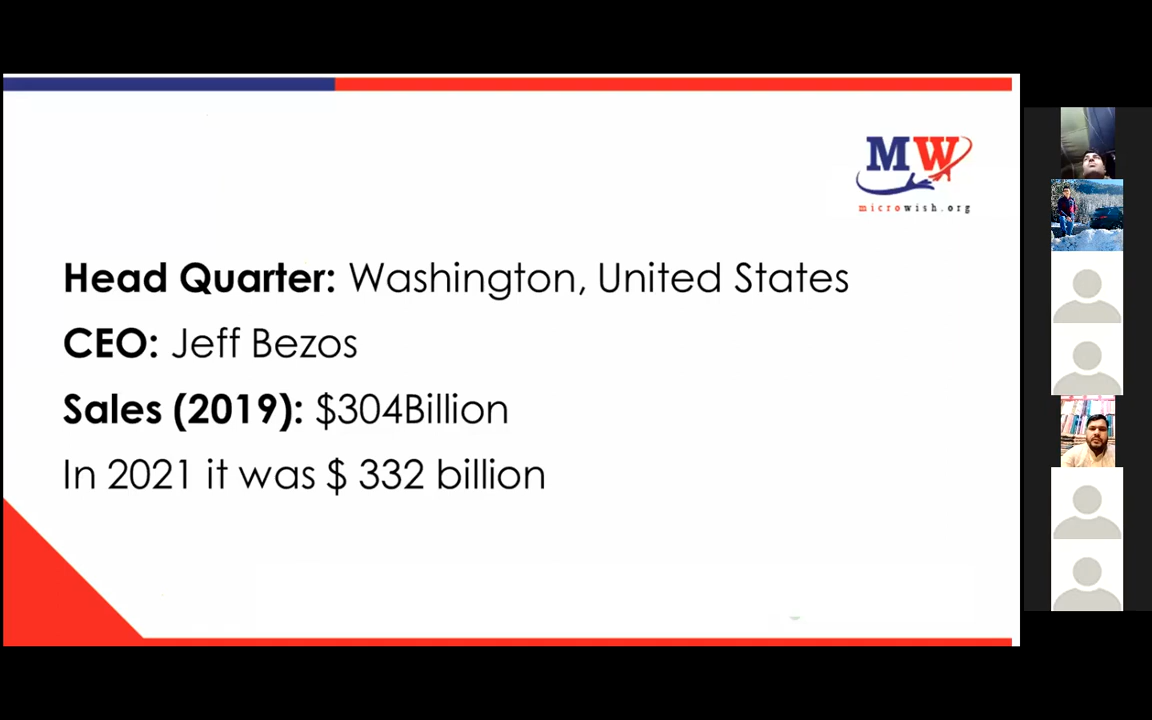 MW
microwish.org
Head Quarter: Washington, United States
CEO: Jeff Bezos
Sales (2019): $304Billion
In 2021 it was $ 332 billion